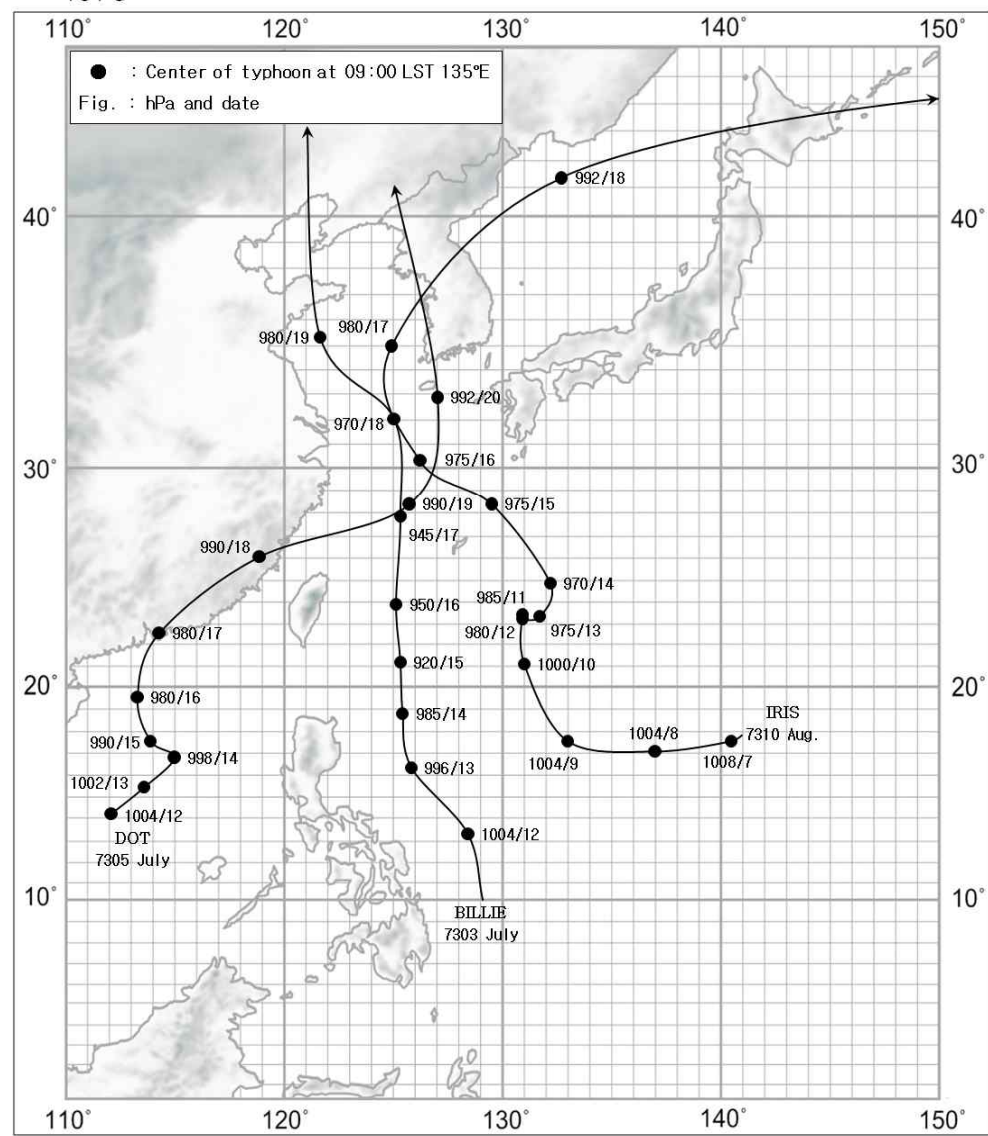 110° 120° 130° 140° 150°
● : Center of typhoon at 09:00 LST 135°E
Fig. : hPa and date
992/18
40° 40°
980/17
980/19
992/20
970/18
975/16
30° 30°
990/19 975/15
945/17
990/18
970/14
985/11
950/16
980/12 975/13
980/17
920/15 1000/10
20° 20°
980/16
985/14
IRIS
7310 Aug.
990/15
1004/8
998/14
1004/9 1008/7
996/13
1002/13
1004/12
DOT
7305 July
1004/12
10° 10°
BILLIE
7303 July
110° 120° 130° 140° 150°